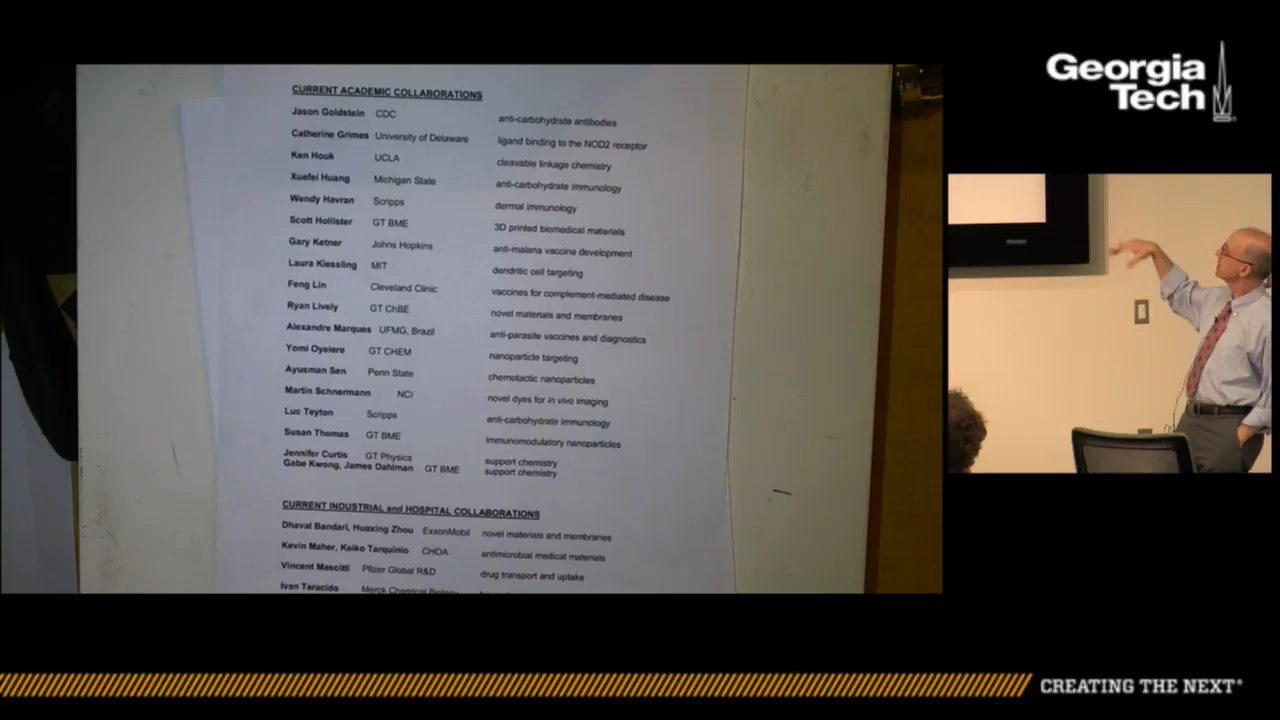 CURRENT ACADEMIC COLLABORATIONS
Jason Goldstein CDC anti-carbohydrate antibodies
Catherine Grimes University of Delaware ligand binding to the NOD2 receptor
Ken Houk UCLA cleavable linkage chemistry
Xuefei Huang Michigan State anti-carbohydrate immunology
Wendy Havran Scripps dermal immunology
Scott Hollister GT BME 3D printed biomedical materials
Gary Ketner Johns Hopkins anti-malaria vaccine development
Laura Kiessling MIT dendritic cell targeting
Feng Lin Cleveland Clinic vaccines for complement-mediated disease
Ryan Lively GT ChBE novel materials and membranes
Alexandre Marques UFMG, Brazil anti-parasite vaccines and diagnostics
Yomi Oyelere GT CHEM nanoparticle targeting
Ayusman Sen Penn State chemotactic nanoparticles
Martin Schnermann NCI novel dyes for in vivo imaging
Luc Teyton Scripps anti-carbohydrate immunology
Susan Thomas GT BME immunomodulatory nanoparticles
Jennifer Curtis GT Physics support chemistry
Gabe Kwong, James Dahlman GT BME support chemistry
CURRENT INDUSTRIAL and HOSPITAL COLLABORATIONS
Dhaval Bandari, Huaxing Zhou ExxonMobil novel materials and membranes
Kevin Maher, Keiko Tarquinio CHOA antimicrobial medical materials
Vincent Mascitti Pfizer Global R&D drug transport and uptake
Ivan Taracido Merck Chemical Biology
Georgia
Tech
CREATING THE NEXT®